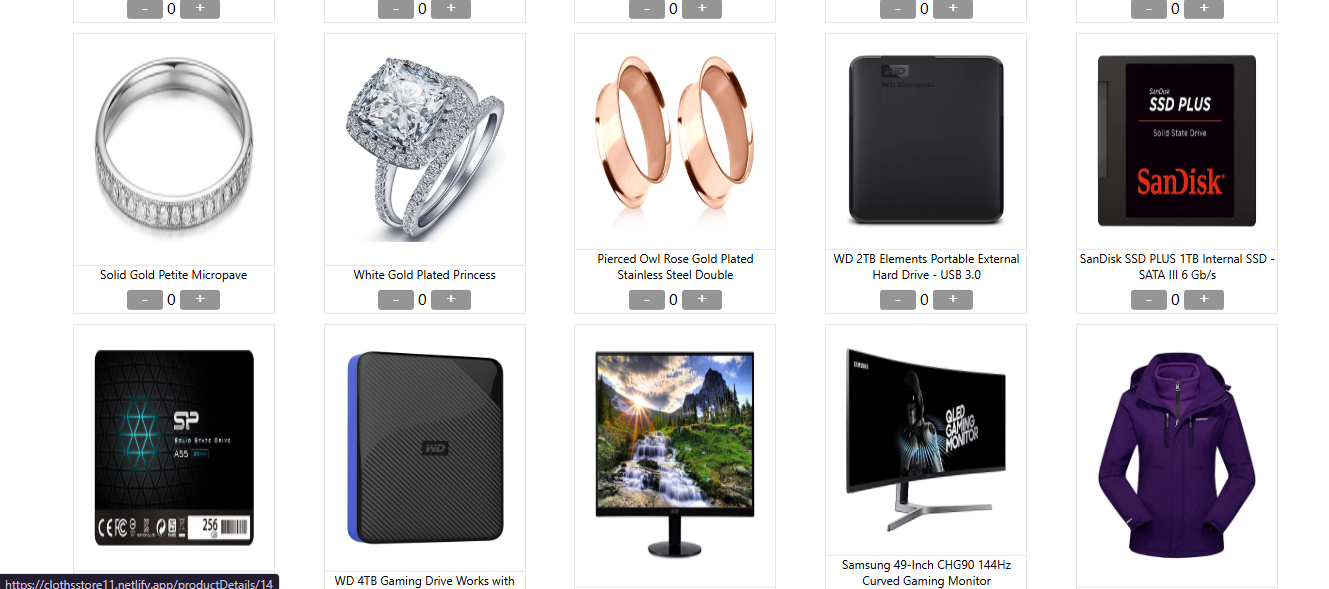 - 0 +
- 0 +
- 0 +
- 0 +
- 0 +
WD
WD Elements
SanDisk
SSD PLUS
Solid State Drive
SanDisk
Solid Gold Petite Micropave
White Gold Plated Princess
Pierced Owl Rose Gold Plated
Stainless Steel Double
WD 2TB Elements Portable External
Hard Drive - USB 3.0
SanDisk SSD PLUS 1TB Internal SSD -
SATA III 6 Gb/s
- 0 +
- 0 +
- 0 +
- 0 +
- 0 +
SP
SOLID STATE DRIVE
A55
256
GB
WD
acer
SAMSUNG
QLED
GAMING
MONITOR
WD 4TB Gaming Drive Works with
Samsung 49-Inch CHG90 144Hz
Curved Gaming Monitor
https://clothsstore11.netlify.app/productDetails/14